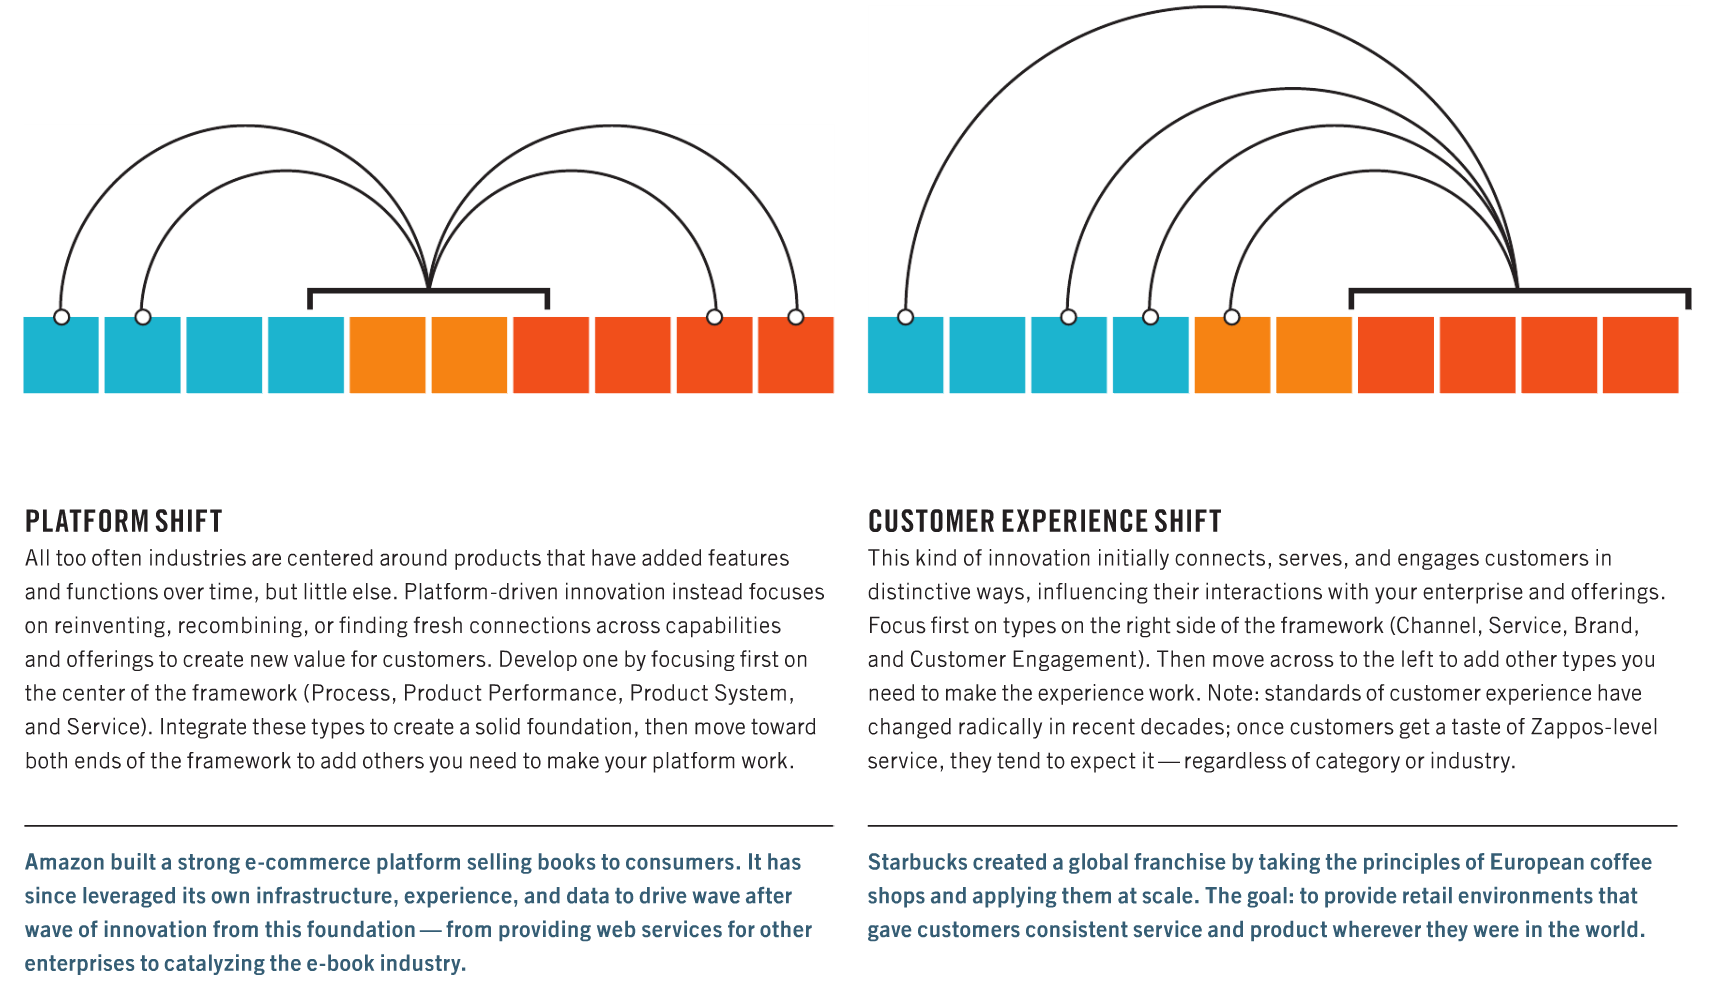 PLATFORM SHIFT
All too often industries are centered around products that have added features
and functions over time, but little else. Platform-driven innovation instead focuses
on reinventing, recombining, or finding fresh connections across capabilities
and offerings to create new value for customers. Develop one by focusing first on
the center of the framework (Process, Product Performance, Product System,
and Service). Integrate these types to create a solid foundation, then move toward
both ends of the framework to add others you need to make your platform work.
Amazon built a strong e-commerce platform selling books to consumers. It has
since leveraged its own infrastructure, experience, and data to drive wave after
wave of innovation from this foundation — from providing web services for other
enterprises to catalyzing the e-book industry.
CUSTOMER EXPERIENCE SHIFT
This kind of innovation initially connects, serves, and engages customers in
distinctive ways, influencing their interactions with your enterprise and offerings.
Focus first on types on the right side of the framework (Channel, Service, Brand,
and Customer Engagement). Then move across to the left to add other types you
need to make the experience work. Note: standards of customer experience have
changed radically in recent decades; once customers get a taste of Zappos-level
service, they tend to expect it — regardless of category or industry.
Starbucks created a global franchise by taking the principles of European coffee
shops and applying them at scale. The goal: to provide retail environments that
gave customers consistent service and product wherever they were in the world.